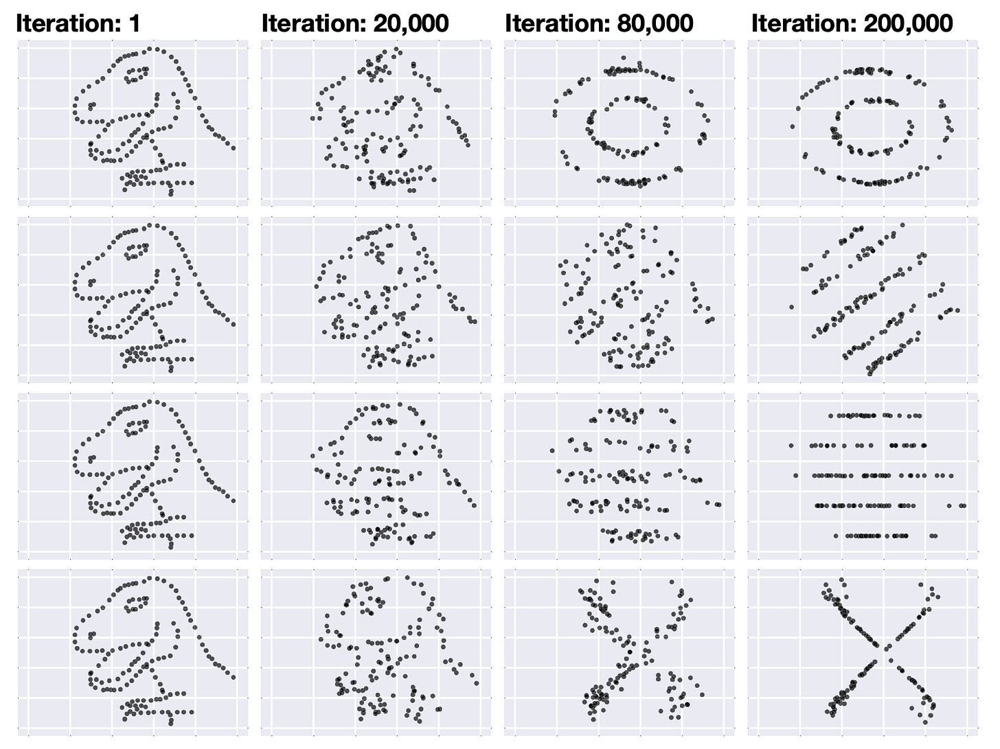 Iteration: 1
Iteration: 20,000
Iteration: 80,000
Iteration: 200,000